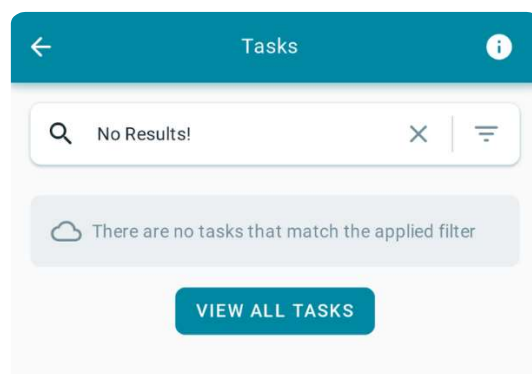 Tasks
No Results!
There are no tasks that match the applied filter
VIEW ALL TASKS